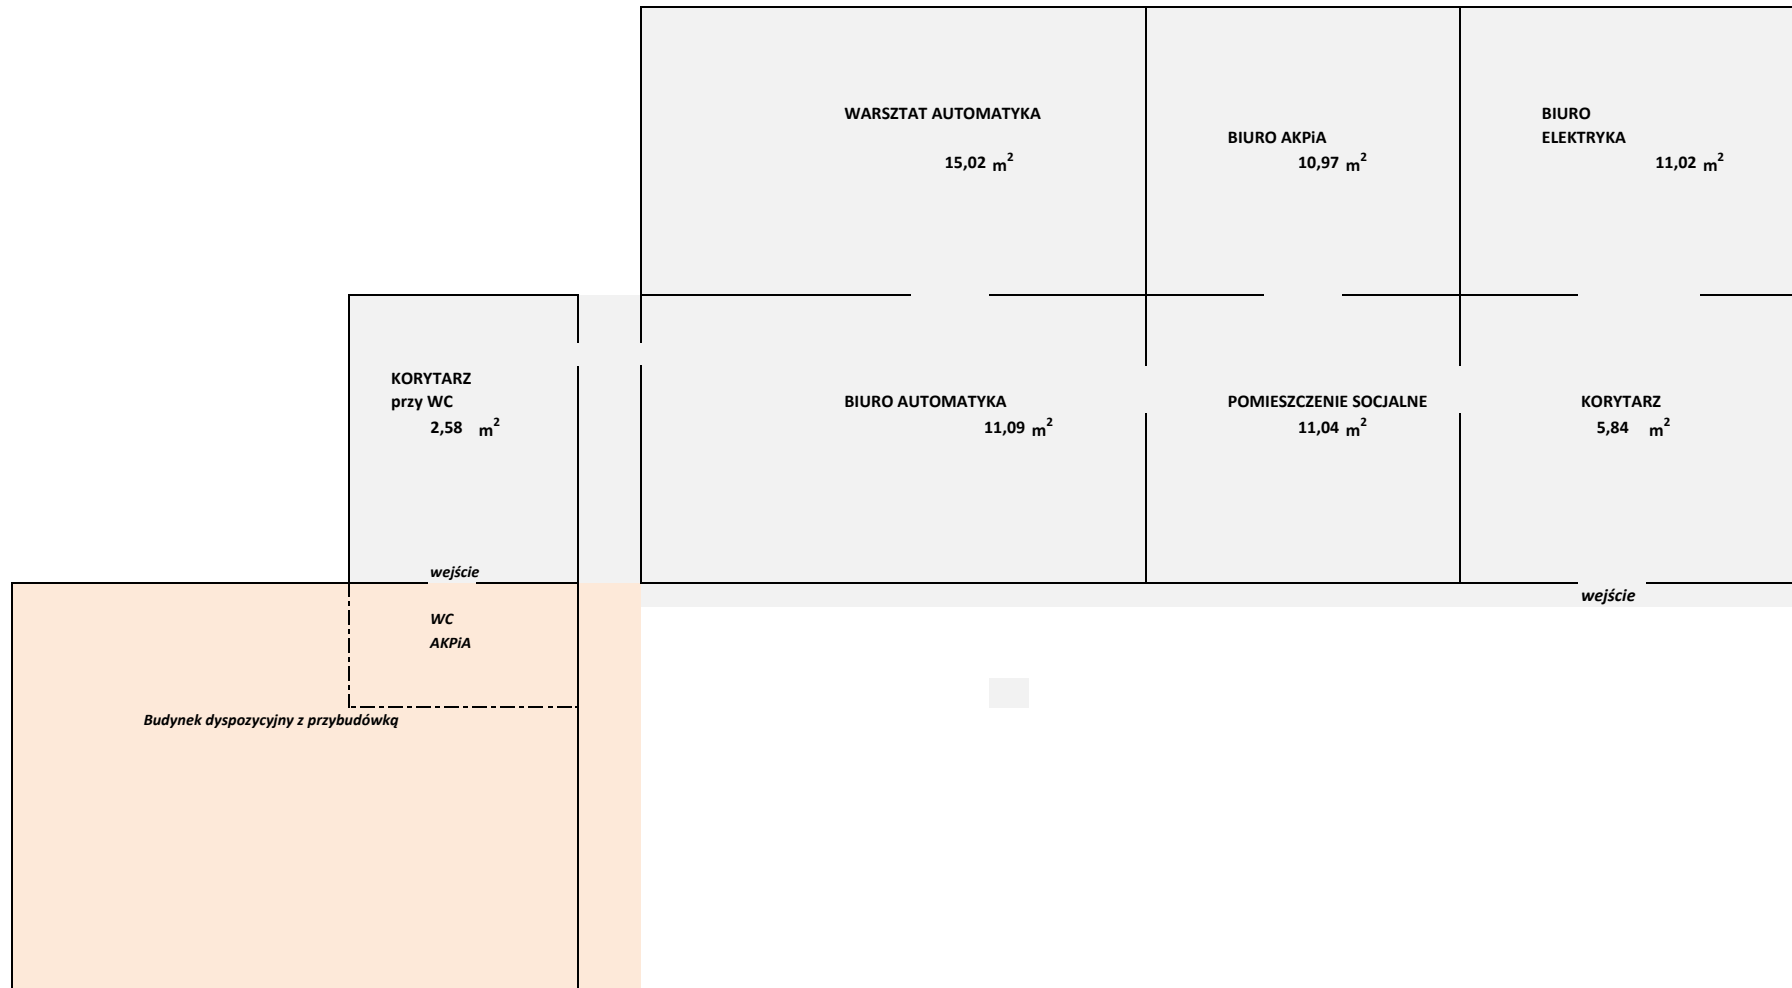 WARSZTAT AUTOMATYKA
15,02 m²
BIURO AKPiA
10,97 m²
BIURO
ELEKTRYKA
11,02 m²
KORYTARZ
przy WC
2,58 m²
BIURO AUTOMATYKA
11,09 m²
POMIESZCZENIE SOCJALNE
11,04 m²
KORYTARZ
5,84 m²
wejście
wejście
WC
AKPiA
Budynek dyspozycyjny z przybudówką